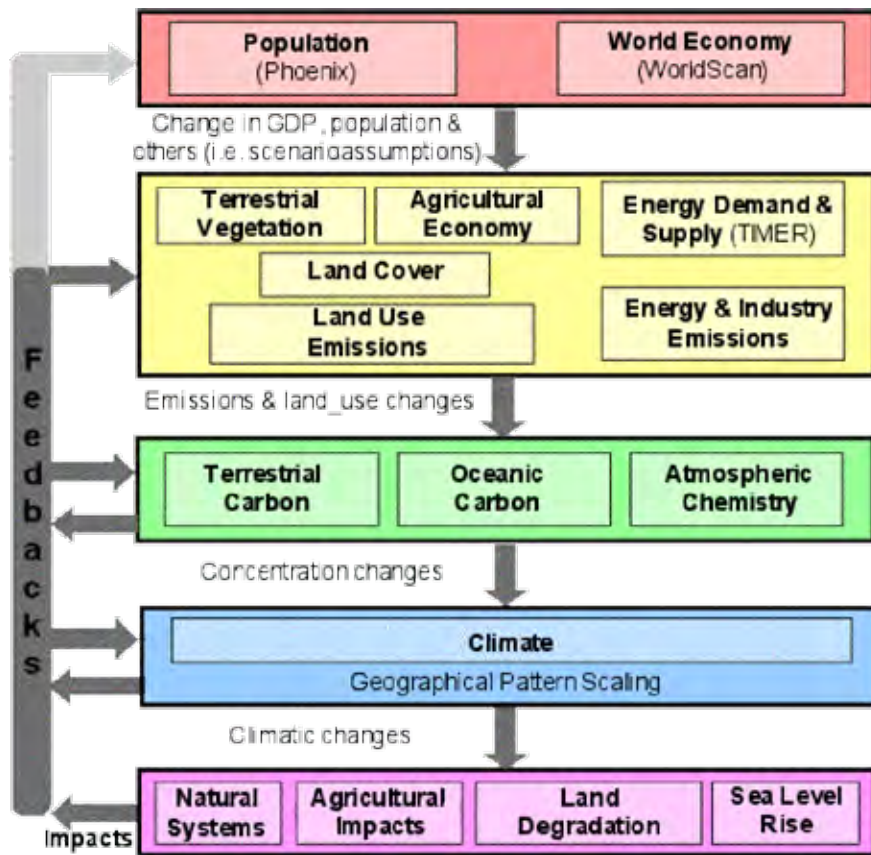 Population
(Phoenix)
World Economy
(WorldScan)
Change in GDP, population &
others (i.e. scenarioassumptions)
Terrestrial
Vegetation
Agricultural
Economy
Energy Demand &
Supply (TIMER)
Land Cover
Land Use
Emissions
Energy & Industry
Emissions
Emissions & land_use changes
Feedbacks
Terrestrial
Carbon
Oceanic
Carbon
Atmospheric
Chemistry
Concentration changes
Climate
Geographical Pattern Scaling
Climatic changes
Natural
Systems
Agricultural
Impacts
Land
Degradation
Sea Level
Rise
Impacts